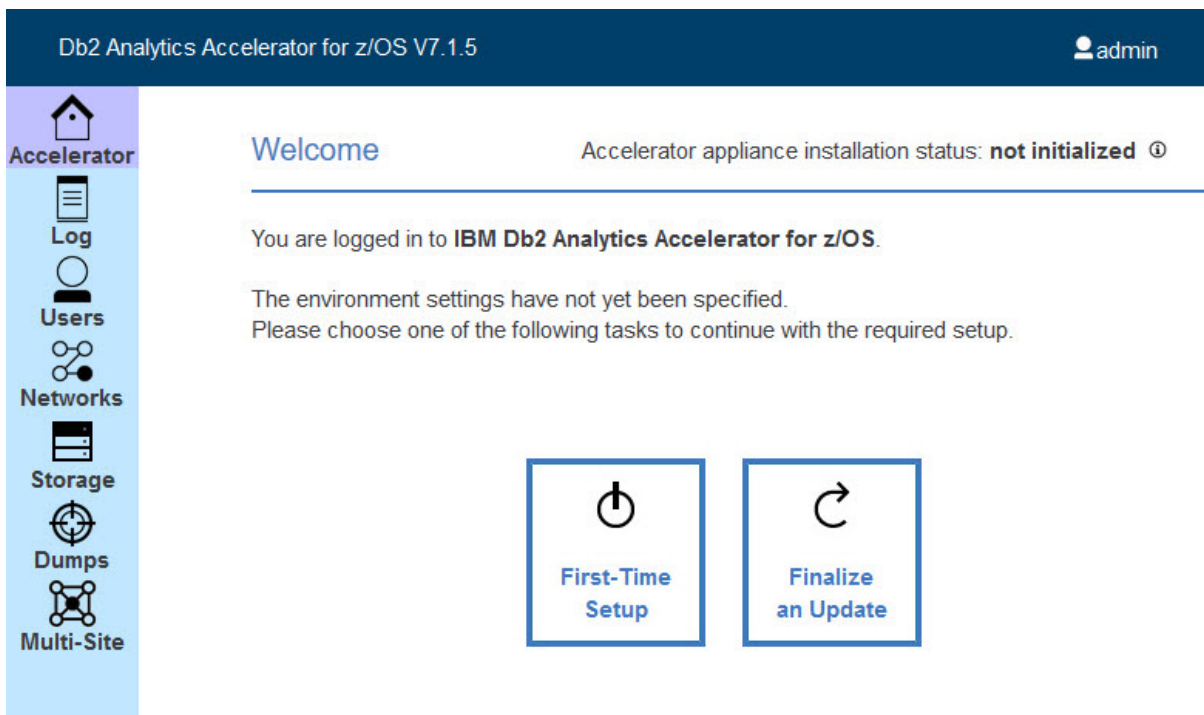 Db2 Analytics Accelerator for z/OS V7.1.5
admin
Accelerator
Log
Users
Networks
Storage
Dumps
Multi-Site
Welcome
Accelerator appliance installation status: not initialized
You are logged in to IBM Db2 Analytics Accelerator for z/OS.
The environment settings have not yet been specified.
Please choose one of the following tasks to continue with the required setup.
First-Time
Setup
Finalize
an Update